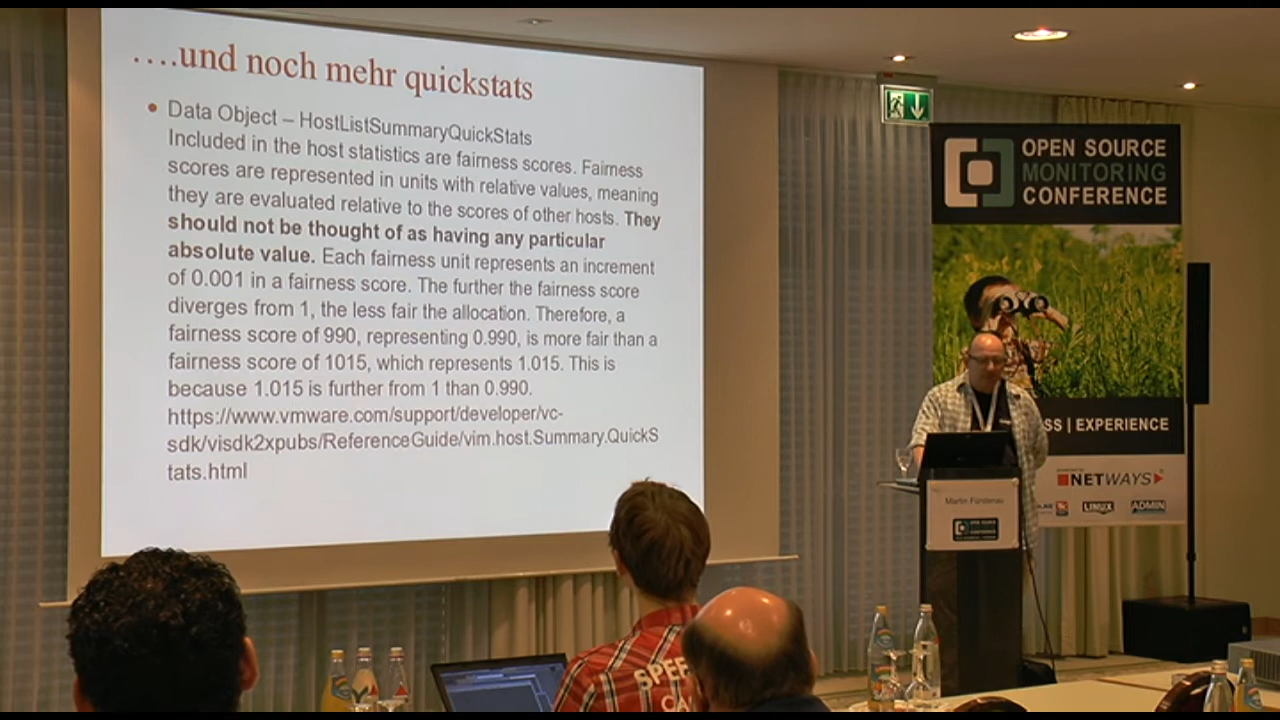 ....und noch mehr quickstats
• Data Object – HostListSummaryQuickStats
Included in the host statistics are fairness scores. Fairness
scores are represented in units with relative values, meaning
they are evaluated relative to the scores of other hosts. They
should not be thought of as having any particular
absolute value. Each fairness unit represents an increment
of 0.001 in a fairness score. The further the fairness score
diverges from 1, the less fair the allocation. Therefore, a
fairness score of 990, representing 0.990, is more fair than a
fairness score of 1015, which represents 1.015. This is
because 1.015 is further from 1 than 0.990.
https://www.vmware.com/support/developer/vc-
sdk/visdk2xpubs/ReferenceGuide/vim.host.Summary.QuickS
tats.html
OPEN SOURCE
MONITORING
CONFERENCE
SS | EXPERIENCE
NETWAYS
LINUX
ADMIN
Martin Fürstenau
OPEN SOURCE
MONITORING
CONFERENCE
SPEE